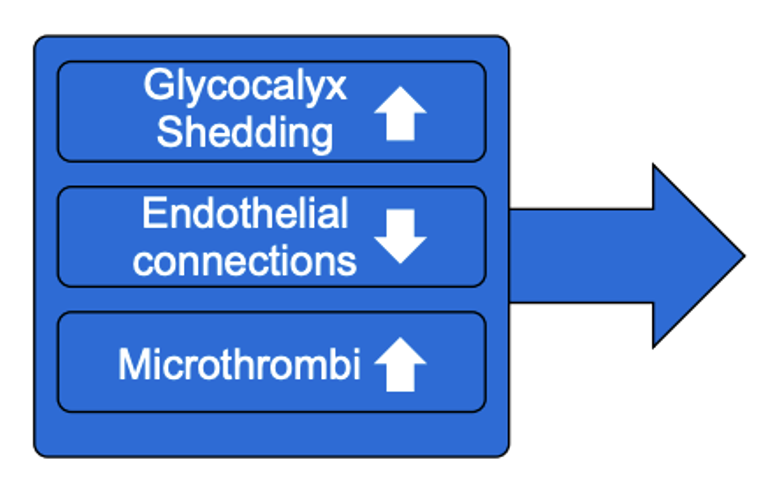 Glycocalyx
Shedding
Endothelial
connections
Microthrombi